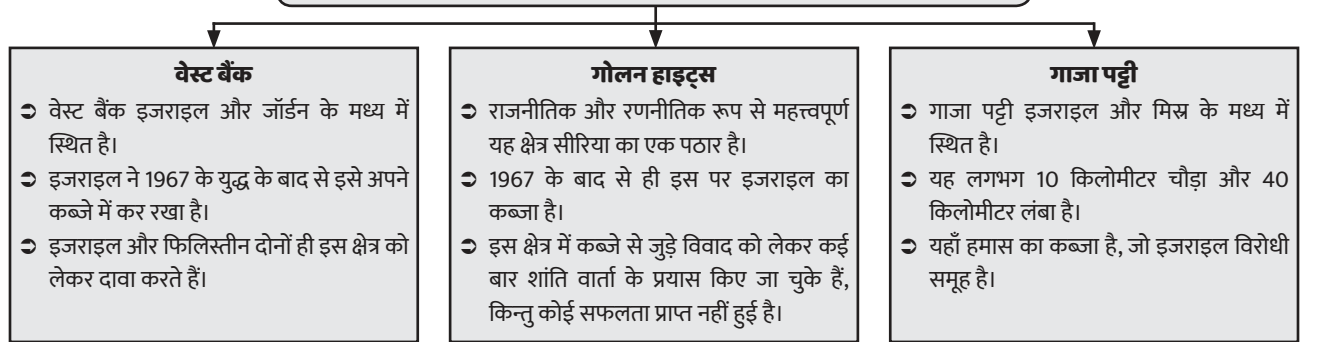 वेस्ट बैंक
➲ वेस्ट बैंक इजराइल और जॉर्डन के मध्य में
स्थित है।
➲ इजराइल ने 1967 के युद्ध के बाद से इसे अपने
कब्जे में कर रखा है।
➲ इजराइल और फिलिस्तीन दोनों ही इस क्षेत्र को
लेकर दावा करते हैं।
गोलन हाइट्स
➲ राजनीतिक और रणनीतिक रूप से महत्त्वपूर्ण
यह क्षेत्र सीरिया का एक पठार है।
➲ 1967 के बाद से ही इस पर इजराइल का
कब्जा है।
➲ इस क्षेत्र में कब्जे से जुड़े विवाद को लेकर कई
बार शांति वार्ता के प्रयास किए जा चुके हैं,
किन्तु कोई सफलता प्राप्त नहीं हुई है।
गाजा पट्टी
➲ गाजा पट्टी इजराइल और मिस्र के मध्य में
स्थित है।
➲ यह लगभग 10 किलोमीटर चौड़ा और 40
किलोमीटर लंबा है।
➲ यहाँ हमास का कब्जा है, जो इजराइल विरोधी
समूह है।